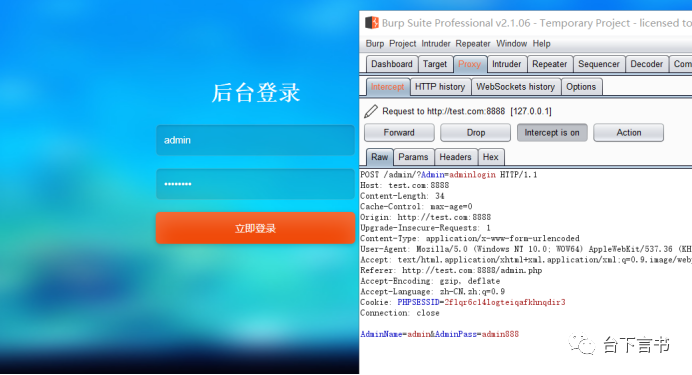 后台登录
admin
••••••••
立即登录
Burp Suite Professional v2.1.06 - Temporary Project - licensed to
Burp Project Intruder Repeater Window Help
Dashboard Target Proxy Intruder Repeater Sequencer Decoder Com
Intercept HTTP history WebSockets history Options
Request to http://test.com:8888 [127.0.0.1]
Forward Drop Intercept is on Action
Raw Params Headers Hex
POST /admin/?Admin=adminlogin HTTP/1.1
Host: test.com:8888
Content-Length: 34
Cache-Control: max-age=0
Origin: http://test.com:8888
Upgrade-Insecure-Requests: 1
Content-Type: application/x-www-form-urlencoded
User-Agent: Mozilla/5.0 (Windows NT 10.0; WOW64) AppleWebKit/537.36 (KH
Accept: text/html,application/xhtml+xml,application/xml;q=0.9,image/web
Referer: http://test.com:8888/admin.php
Accept-Encoding: gzip, deflate
Accept-Language: zh-CN,zh;q=0.9
Cookie: PHPSESSID=2flqr6c14logteiqafkhnqdir3
Connection: close
AdminName=admin&AdminPass=admin888
台下言书